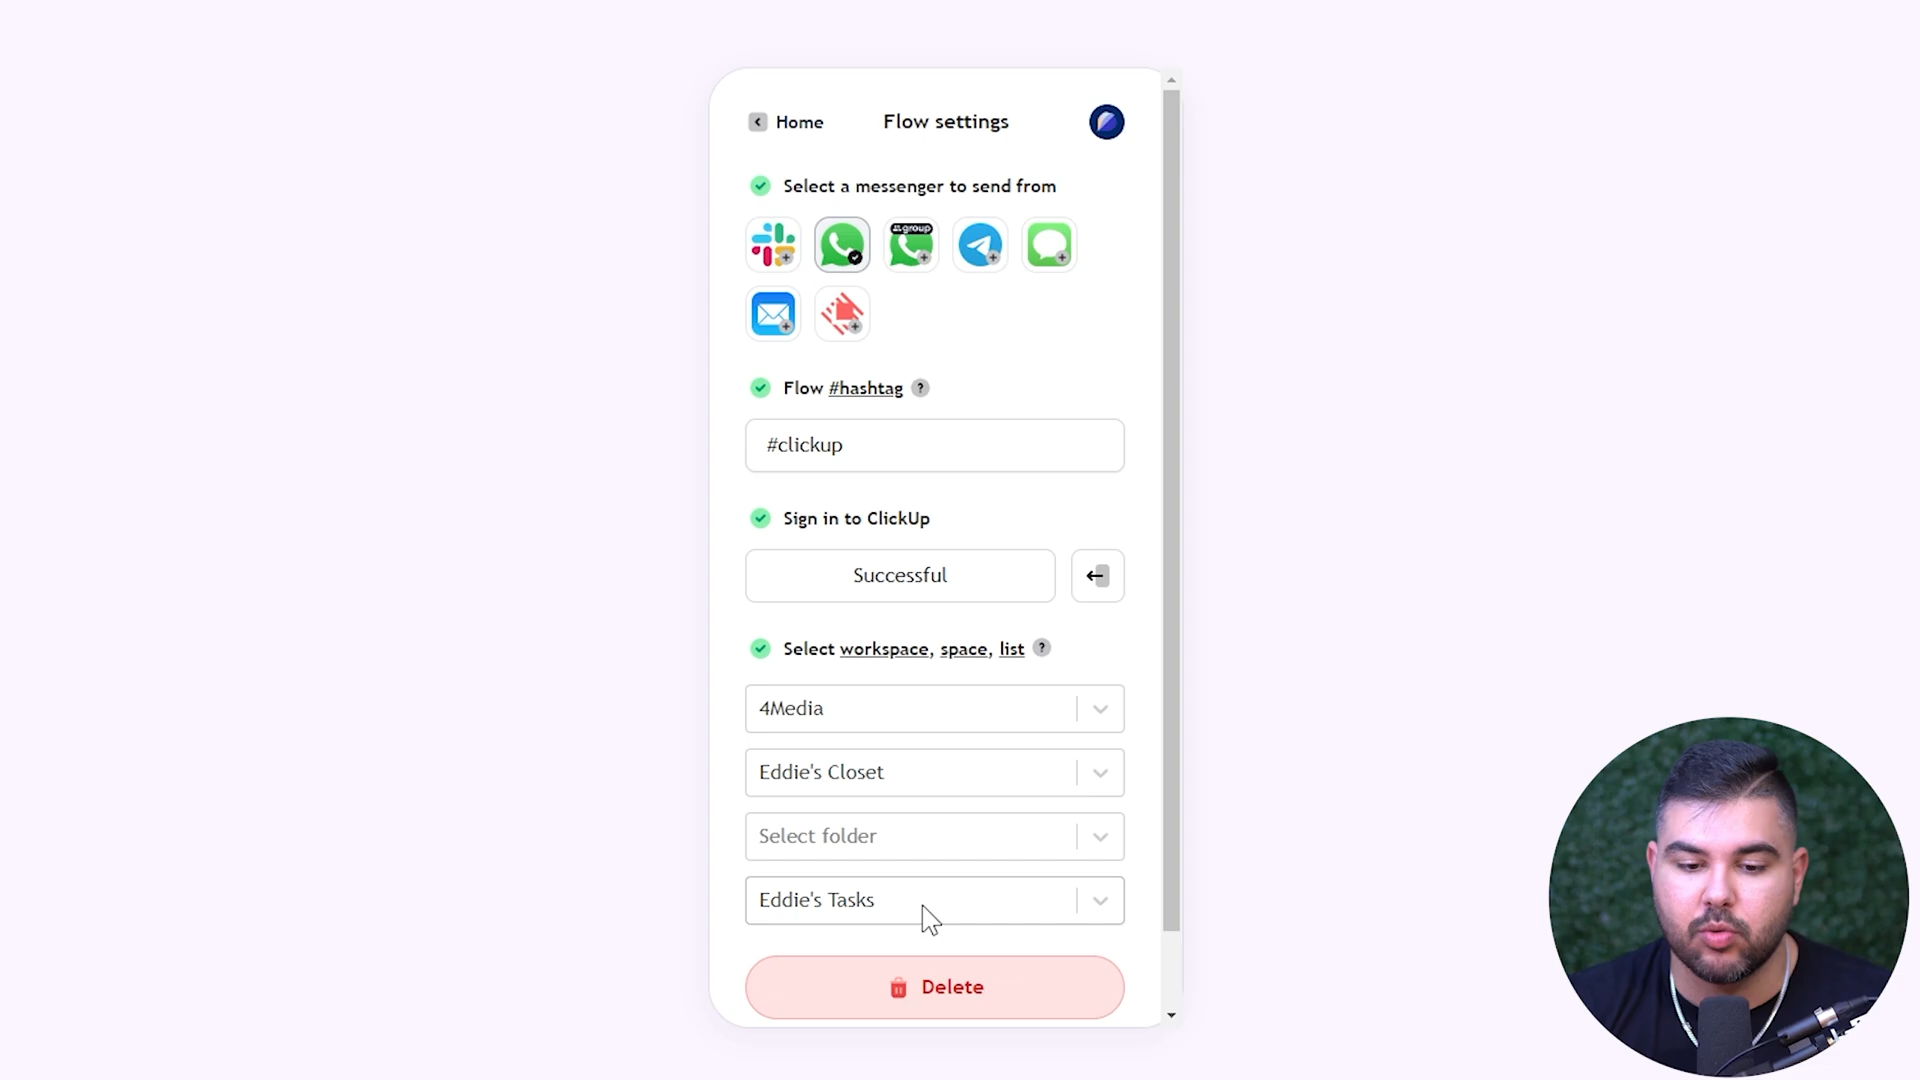 Home
Flow settings
Select a messenger to send from
group
Flow #hashtag ?
#clickup
Sign in to ClickUp
Successful
Select workspace, space, list ?
4Media
Eddie's Closet
Select folder
Eddie's Tasks
Delete